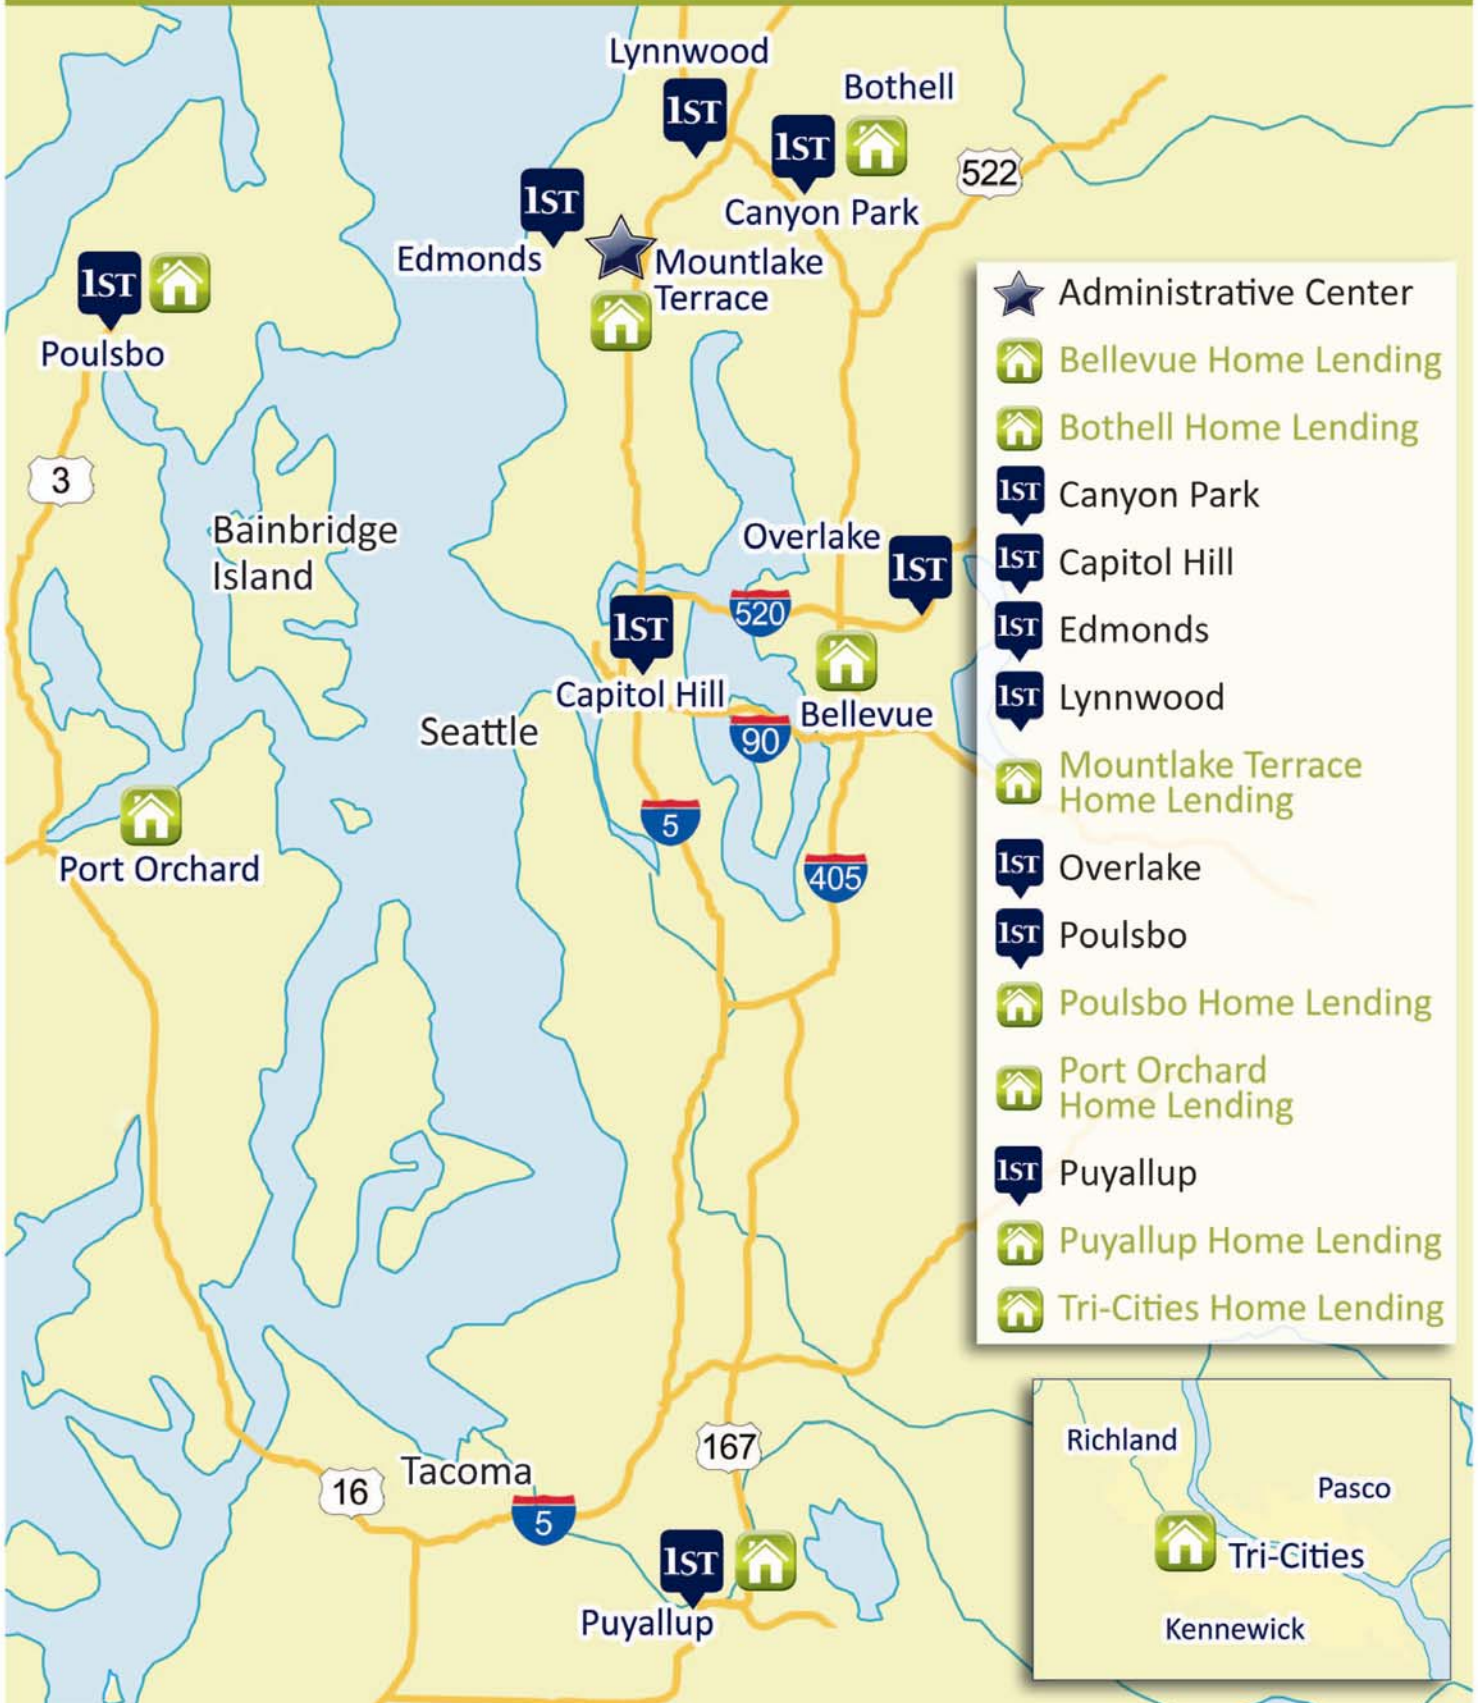 Lynnwood
1ST
Bothell
1ST
522
Canyon Park
1ST
Edmonds
Mountlake
Terrace
1ST
Poulsbo
3
Bainbridge
Island
Overlake
1ST
520
1ST
Capitol Hill
Bellevue
Seattle
90
5
405
Port Orchard
167
Tacoma
16
5
1ST
Puyallup
Administrative Center
Bellevue Home Lending
Bothell Home Lending
1ST Canyon Park
1ST Capitol Hill
1ST Edmonds
1ST Lynnwood
Mountlake Terrace
Home Lending
1ST Overlake
1ST Poulsbo
Poulsbo Home Lending
Port Orchard
Home Lending
1ST Puyallup
Puyallup Home Lending
Tri-Cities Home Lending
Richland
Pasco
Tri-Cities
Kennewick